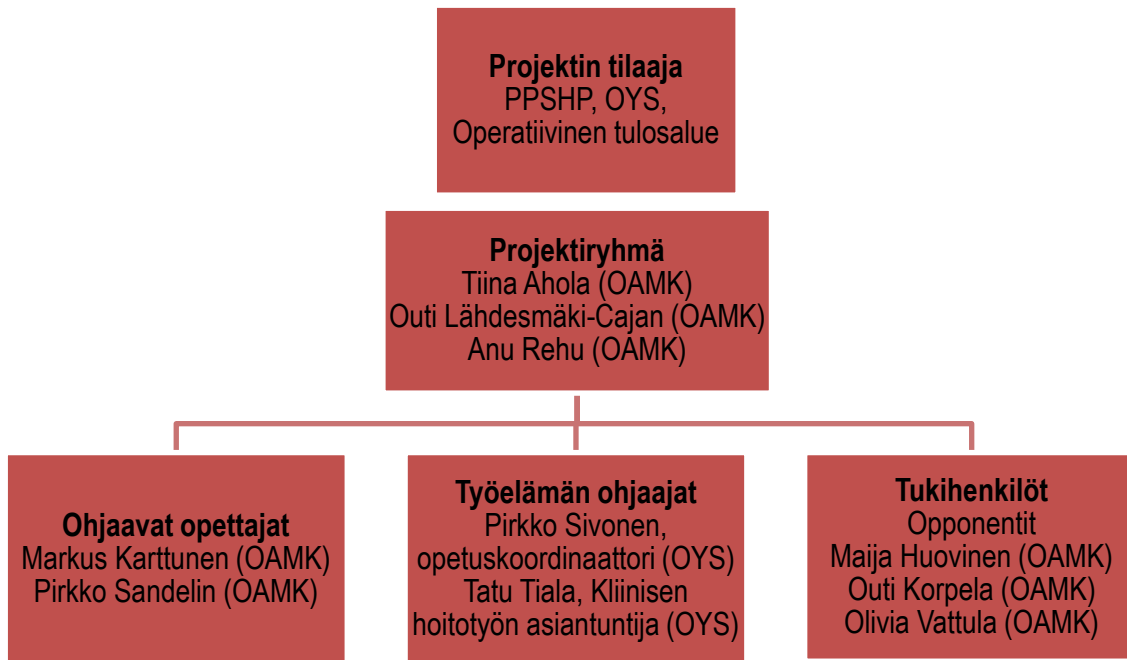 Projektin tilaaja
PPSHP, OYS,
Operatiivinen tulosalue
Projektiryhmä
Tiina Ahola (OAMK)
Outi Lähdesmäki-Cajan (OAMK)
Anu Rehu (OAMK)
Ohjaavat opettajat
Markus Karttunen (OAMK)
Pirkko Sandelin (OAMK)
Työelämän ohjaajat
Pirkko Sivonen,
opetuskoordinaattori (OYS)
Tatu Tiala, Kliinisen
hoitotyön asiantuntija (OYS)
Tukihenkilöt
Opponentit
Maija Huovinen (OAMK)
Outi Korpela (OAMK)
Olivia Vattula (OAMK)